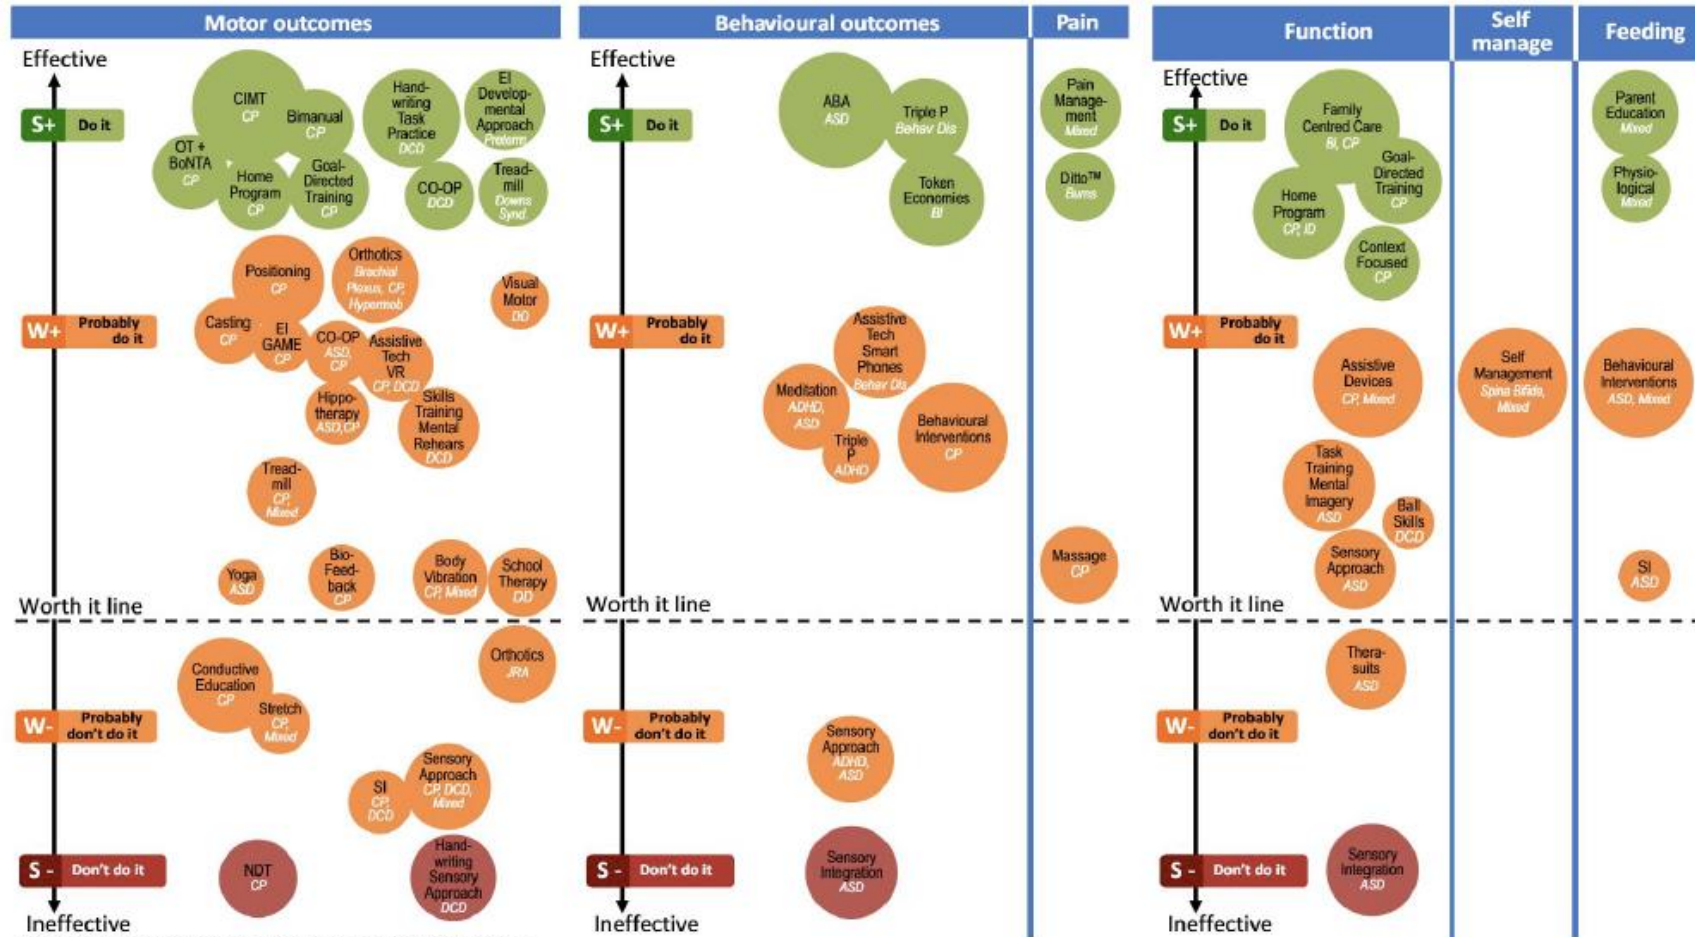 Motor outcomes
Effective
S+ Do it
CIMT
CP
Bimanual
CP
Hand-
writing
Task
Practice
DCD
EI
Develop-
mental
Approach
Preterm
OT +
BoNTA
CP
Home
Program
CP
Goal-
Directed
Training
CP
CO-OP
DCD
Tread-
mill
Downs
Synd.
Positioning
CP
Orthotics
Brachial
Plexus, CP,
Hypermob
Visual
Motor
DD
W+ Probably
do it
Casting
CP
EI
GAME
CP
CO-OP
ASD,
CP
Assistive
Tech
VR
CP, DCD
Hippo-
therapy
ASD,CP
Skills
Training
Mental
Rehears
DCD
Tread-
mill
CP,
Mixed
Yoga
ASD
Bio-
Feed-
back
CP
Body
Vibration
CP, Mixed
School
Therapy
DD
Worth it line
Conductive
Education
CP
Stretch
CP,
Mixed
Orthotics
JRA
W- Probably
don't do it
SI
CP,
DCD
Sensory
Approach
CP, DCD,
Mixed
S - Don't do it
NDT
CP
Hand-
writing
Sensory
Approach
DCD
Ineffective
Behavioural outcomes
Effective
S+ Do it
ABA
ASD
Triple P
Behav Dis
Token
Economies
BI
W+ Probably
do it
Assistive
Tech
Smart
Phones
Behav Dis
Meditation
ADHD,
ASD
Triple
P
ADHD
Behavioural
Interventions
CP
Worth it line
W- Probably
don't do it
Sensory
Approach
ADHD,
ASD
S - Don't do it
Sensory
Integration
ASD
Ineffective
Pain
Pain
Manage-
ment
Mixed
Ditto™
Burns
Massage
CP
Function
Effective
S+ Do it
Family
Centred Care
BI, CP
Goal-
Directed
Training
CP
Home
Program
CP, ID
Context
Focused
CP
W+ Probably
do it
Assistive
Devices
CP, Mixed
Task
Training
Mental
Imagery
ASD
Ball
Skills
DCD
Sensory
Approach
ASD
Worth it line
Thera-
suits
ASD
W- Probably
don't do it
S - Don't do it
Sensory
Integration
ASD
Ineffective
Self
manage
Self
Management
Spina Bifida,
Mixed
Feeding
Parent
Education
Mixed
Physio-
logical
Mixed
Behavioural
Interventions
ASD, Mixed
SI
ASD